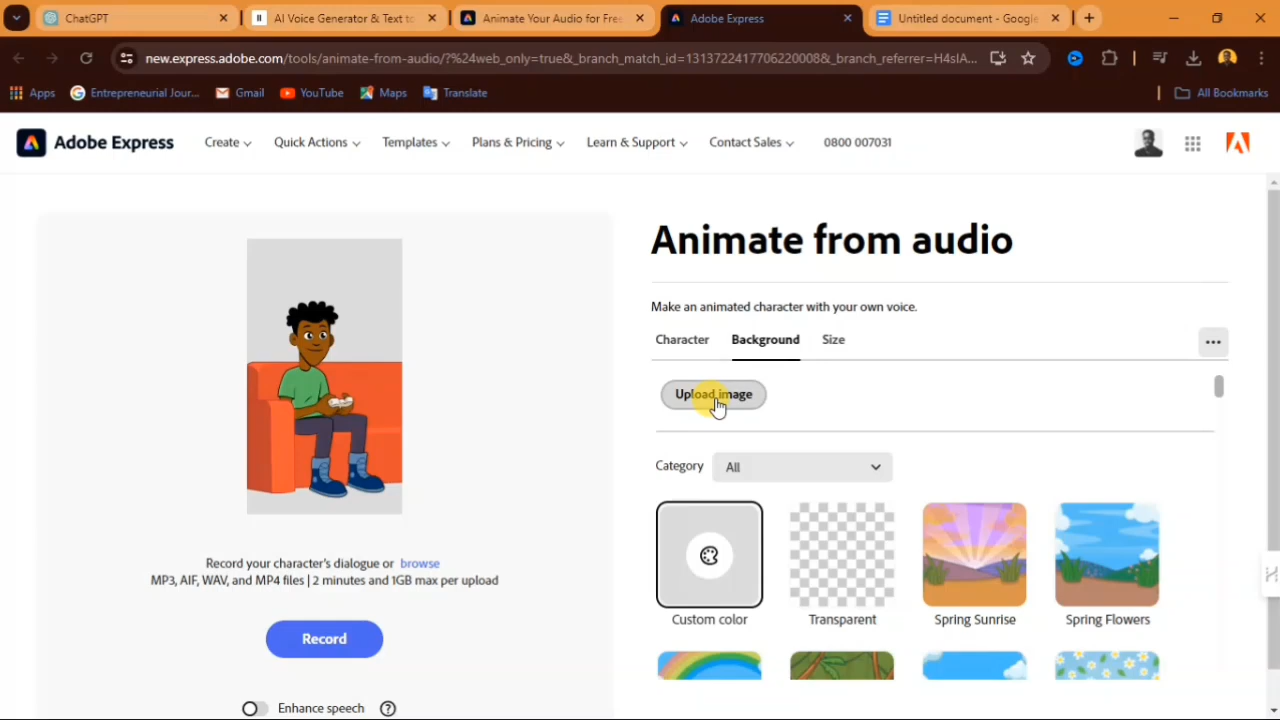 ChatGPT
AI Voice Generator & Text to
Animate Your Audio for Free
Adobe Express
Untitled document - Google
new.express.adobe.com/tools/animate-from-audio/?%24web_only=true&_branch_match_id=1313722417706220008&_branch_referrer=H4sIA...
Apps
Entrepreneurial Jour...
Gmail
YouTube
Maps
Translate
All Bookmarks
Adobe Express
Create
Quick Actions
Templates
Plans & Pricing
Learn & Support
Contact Sales
0800 007031
Animate from audio
Make an animated character with your own voice.
Character
Background
Size
Upload image
Category
All
Custom color
Transparent
Spring Sunrise
Spring Flowers
Record your character's dialogue or browse
MP3, AIF, WAV, and MP4 files | 2 minutes and 1GB max per upload
Record
Enhance speech